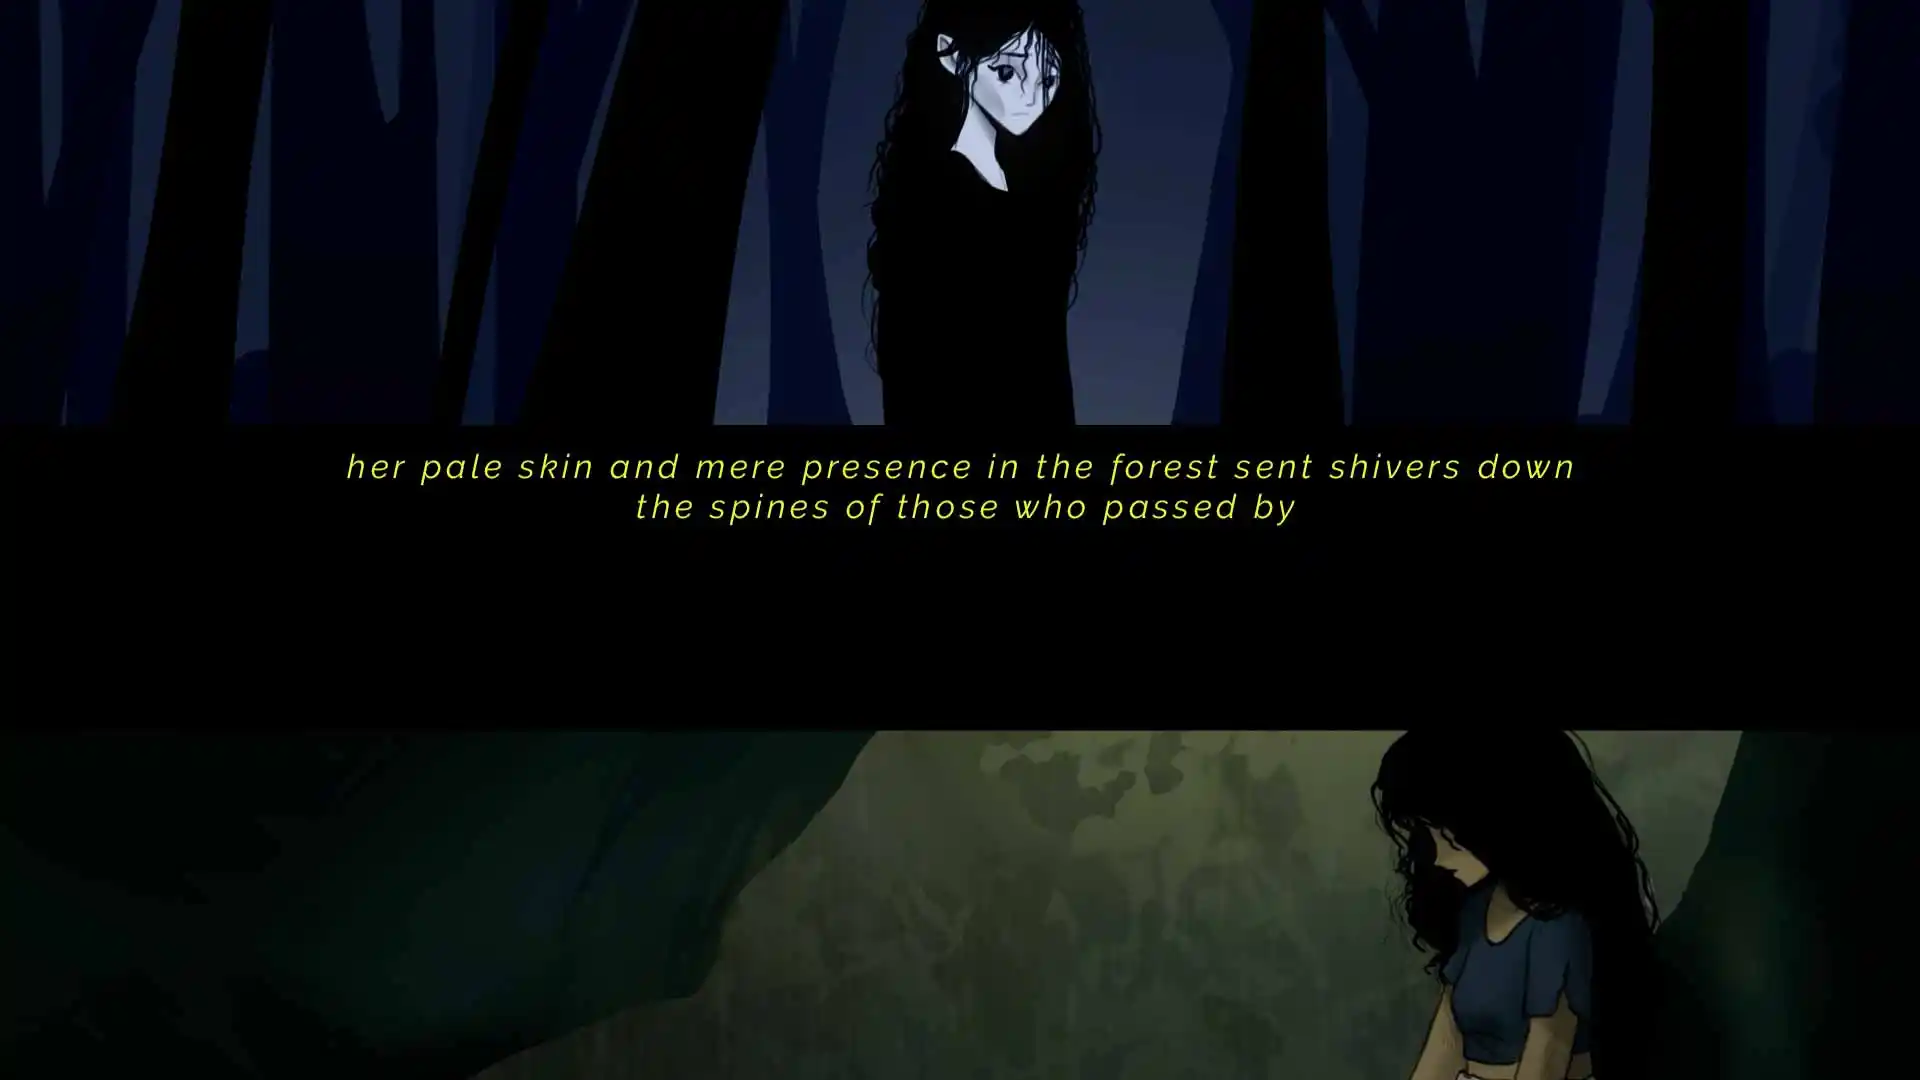 her pale skin and mere presence in the forest sent shivers down
the spines of those who passed by